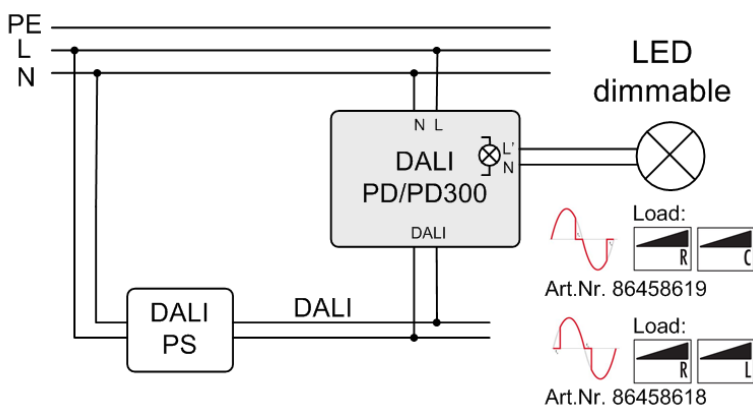 PE
L
N
LED
dimmable
N L
DALI
PD/PD300
L'
N
DALI
Load:
R C
Art.Nr. 86458619
DALI
PS
DALI
Load:
R L
Art.Nr. 86458618